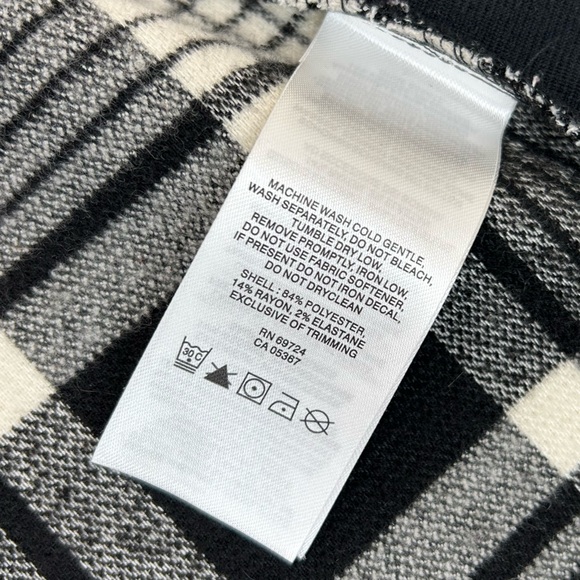 MACHINE WASH COLD GENTLE,
WASH SEPARATELY, DO NOT BLEACH,
TUMBLE DRY LOW,
REMOVE PROMPTLY, IRON LOW,
DO NOT USE FABRIC SOFTENER,
IF PRESENT DO NOT IRON DECAL,
DO NOT DRYCLEAN
SHELL : 84% POLYESTER,
14% RAYON, 2% ELASTANE
EXCLUSIVE OF TRIMMING
RN 69724
CA 05367
30 C